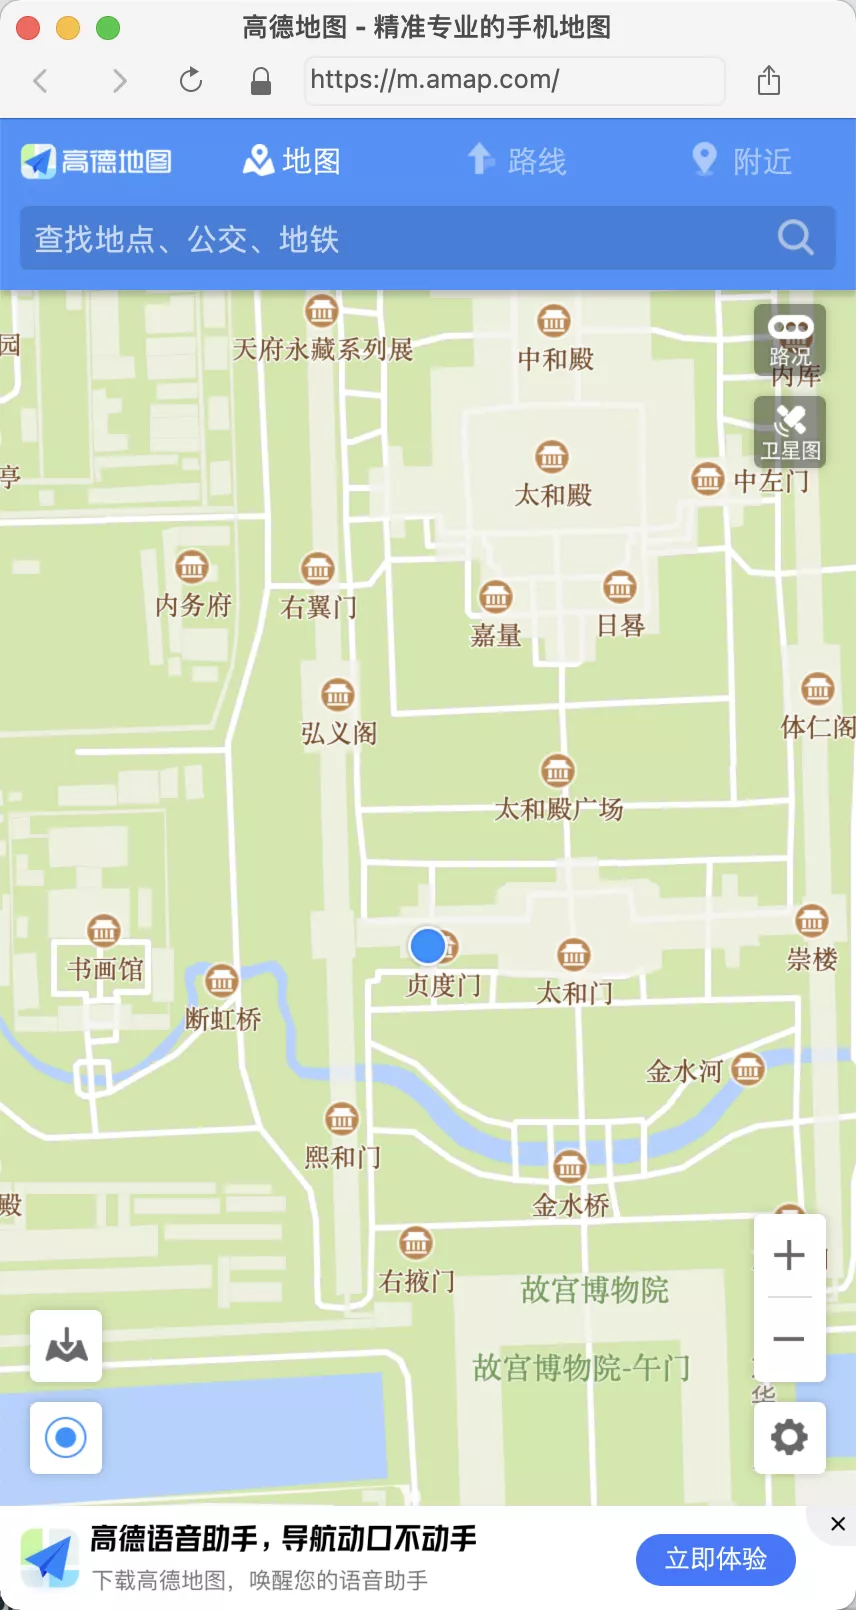 高德地图 - 精准专业的手机地图
https://m.amap.com/
高德地图
地图
路线
附近
查找地点、公交、地铁
园
天府永藏系列展
中和殿
路况
内库
卫星图
亭
太和殿
中左门
内务府
右翼门
嘉量
日晷
弘义阁
体仁阁
太和殿广场
书画馆
贞度门
太和门
崇楼
断虹桥
金水河
熙和门
殿
金水桥
右掖门
故宫博物院
故宫博物院-午门
华
高德语音助手，导航动口不动手
下载高德地图，唤醒您的语音助手
立即体验